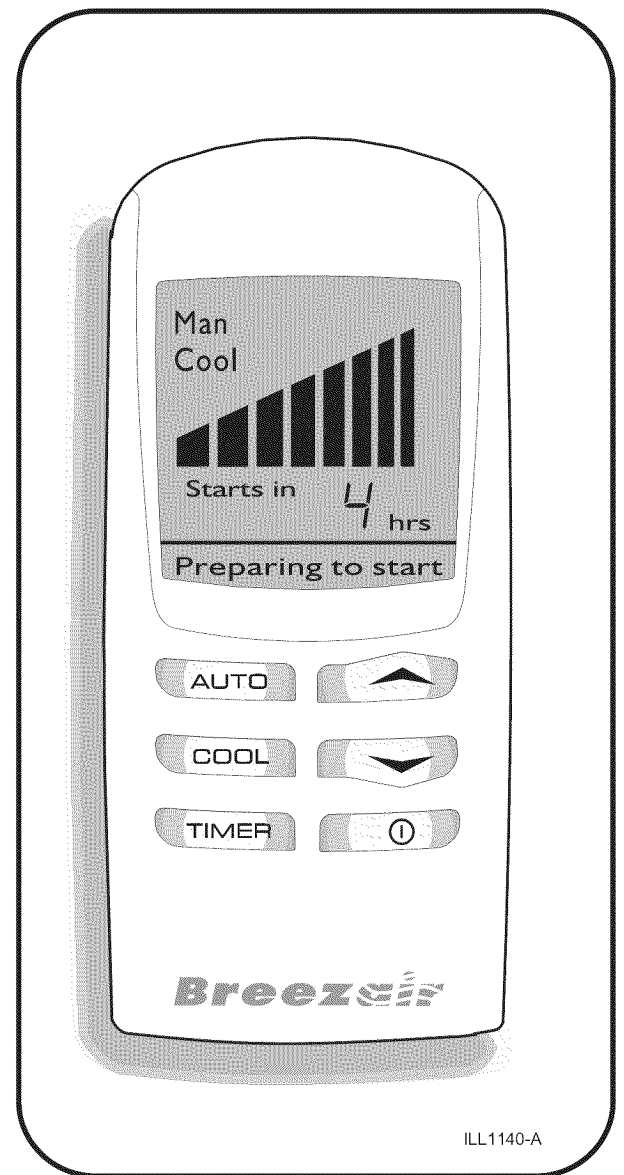 Man
Cool
Starts in 4 hrs
Preparing to start
AUTO
COOL
TIMER
Breezair
ILL1140-A